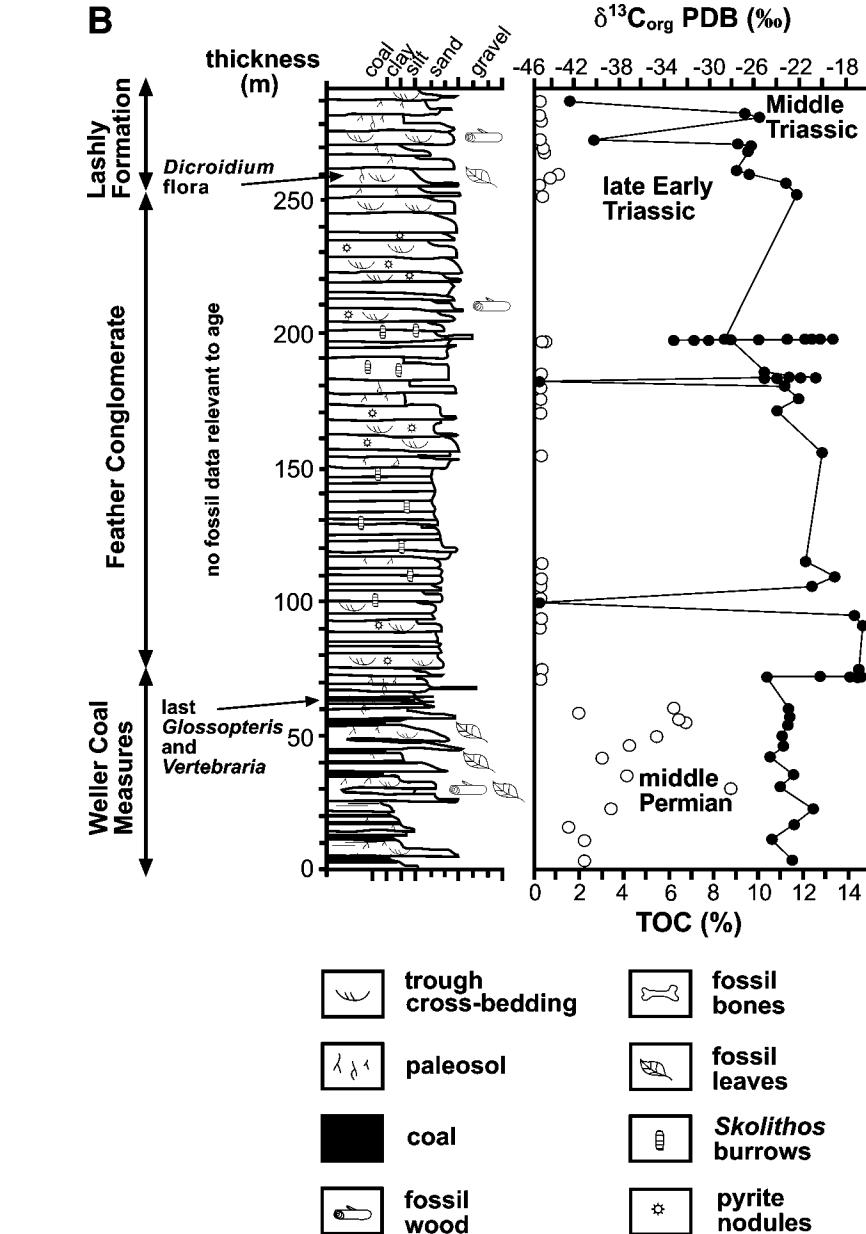 B
δ13Corg PDB (‰)
thickness
(m)
coal
clay
silt
sand
gravel
-46 -42 -38 -34 -30 -26 -22 -18
Lashly
Formation
Middle
Triassic
Dicroidium
flora
late Early
Triassic
250
Feather Conglomerate
no fossil data relevant to age
200
150
100
Weller Coal
Measures
last
Glossopteris
and
Vertebraria
50
middle
Permian
0
0 2 4 6 8 10 12 14
TOC (%)
trough
cross-bedding
fossil
bones
paleosol
fossil
leaves
coal
Skolithos
burrows
fossil
wood
pyrite
nodules